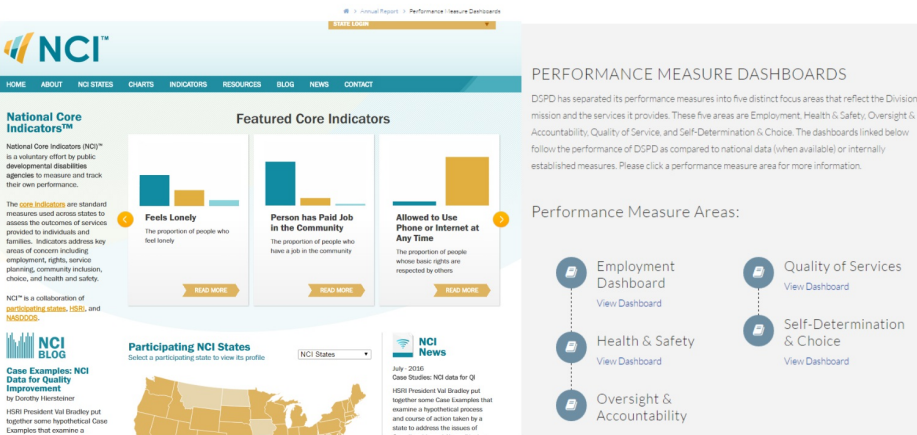 Annual Report > Performance Measure Dashboards
STATE LOGIN
NCI™
HOME ABOUT NCI STATES CHARTS INDICATORS RESOURCES BLOG NEWS CONTACT
National Core
Indicators™
National Core Indicators (NCI)™
is a voluntary effort by public
developmental disabilities
agencies to measure and track
their own performance.
The core indicators are standard
measures used across states to
assess the outcomes of services
provided to individuals and
families. Indicators address key
areas of concern including
employment, rights, service
planning, community inclusion,
choice, and health and safety.
NCI™ is a collaboration of
participating states, HSRI, and
NASDDDS.
NCI
BLOG
Case Examples: NCI
Data for Quality
Improvement
by Dorothy Hiersteiner
HSRI President Val Bradley put
together some hypothetical Case
Examples that examine a
Featured Core Indicators
Feels Lonely
The proportion of people who
feel lonely
READ MORE
Person has Paid Job
in the Community
The proportion of people who
have a job in the community
READ MORE
Allowed to Use
Phone or Internet at
Any Time
The proportion of people
whose basic rights are
respected by others
READ MORE
Participating NCI States
Select a participating state to view its profile
NCI States
NCI
News
July - 2016
Case Studies: NCI data for QI
HSRI President Val Bradley put
together some Case Examples that
examine a hypothetical process
and course of action taken by a
state to address the issues of
PERFORMANCE MEASURE DASHBOARDS
DSPD has separated its performance measures into five distinct focus areas that reflect the Division
mission and the services it provides. These five areas are Employment, Health & Safety, Oversight &
Accountability, Quality of Service, and Self-Determination & Choice. The dashboards linked below
follow the performance of DSPD as compared to national data (when available) or internally
established measures. Please click a performance measure area for more information.
Performance Measure Areas:
Employment
Dashboard
View Dashboard
Health & Safety
View Dashboard
Oversight &
Accountability
Quality of Services
View Dashboard
Self-Determination
& Choice
View Dashboard